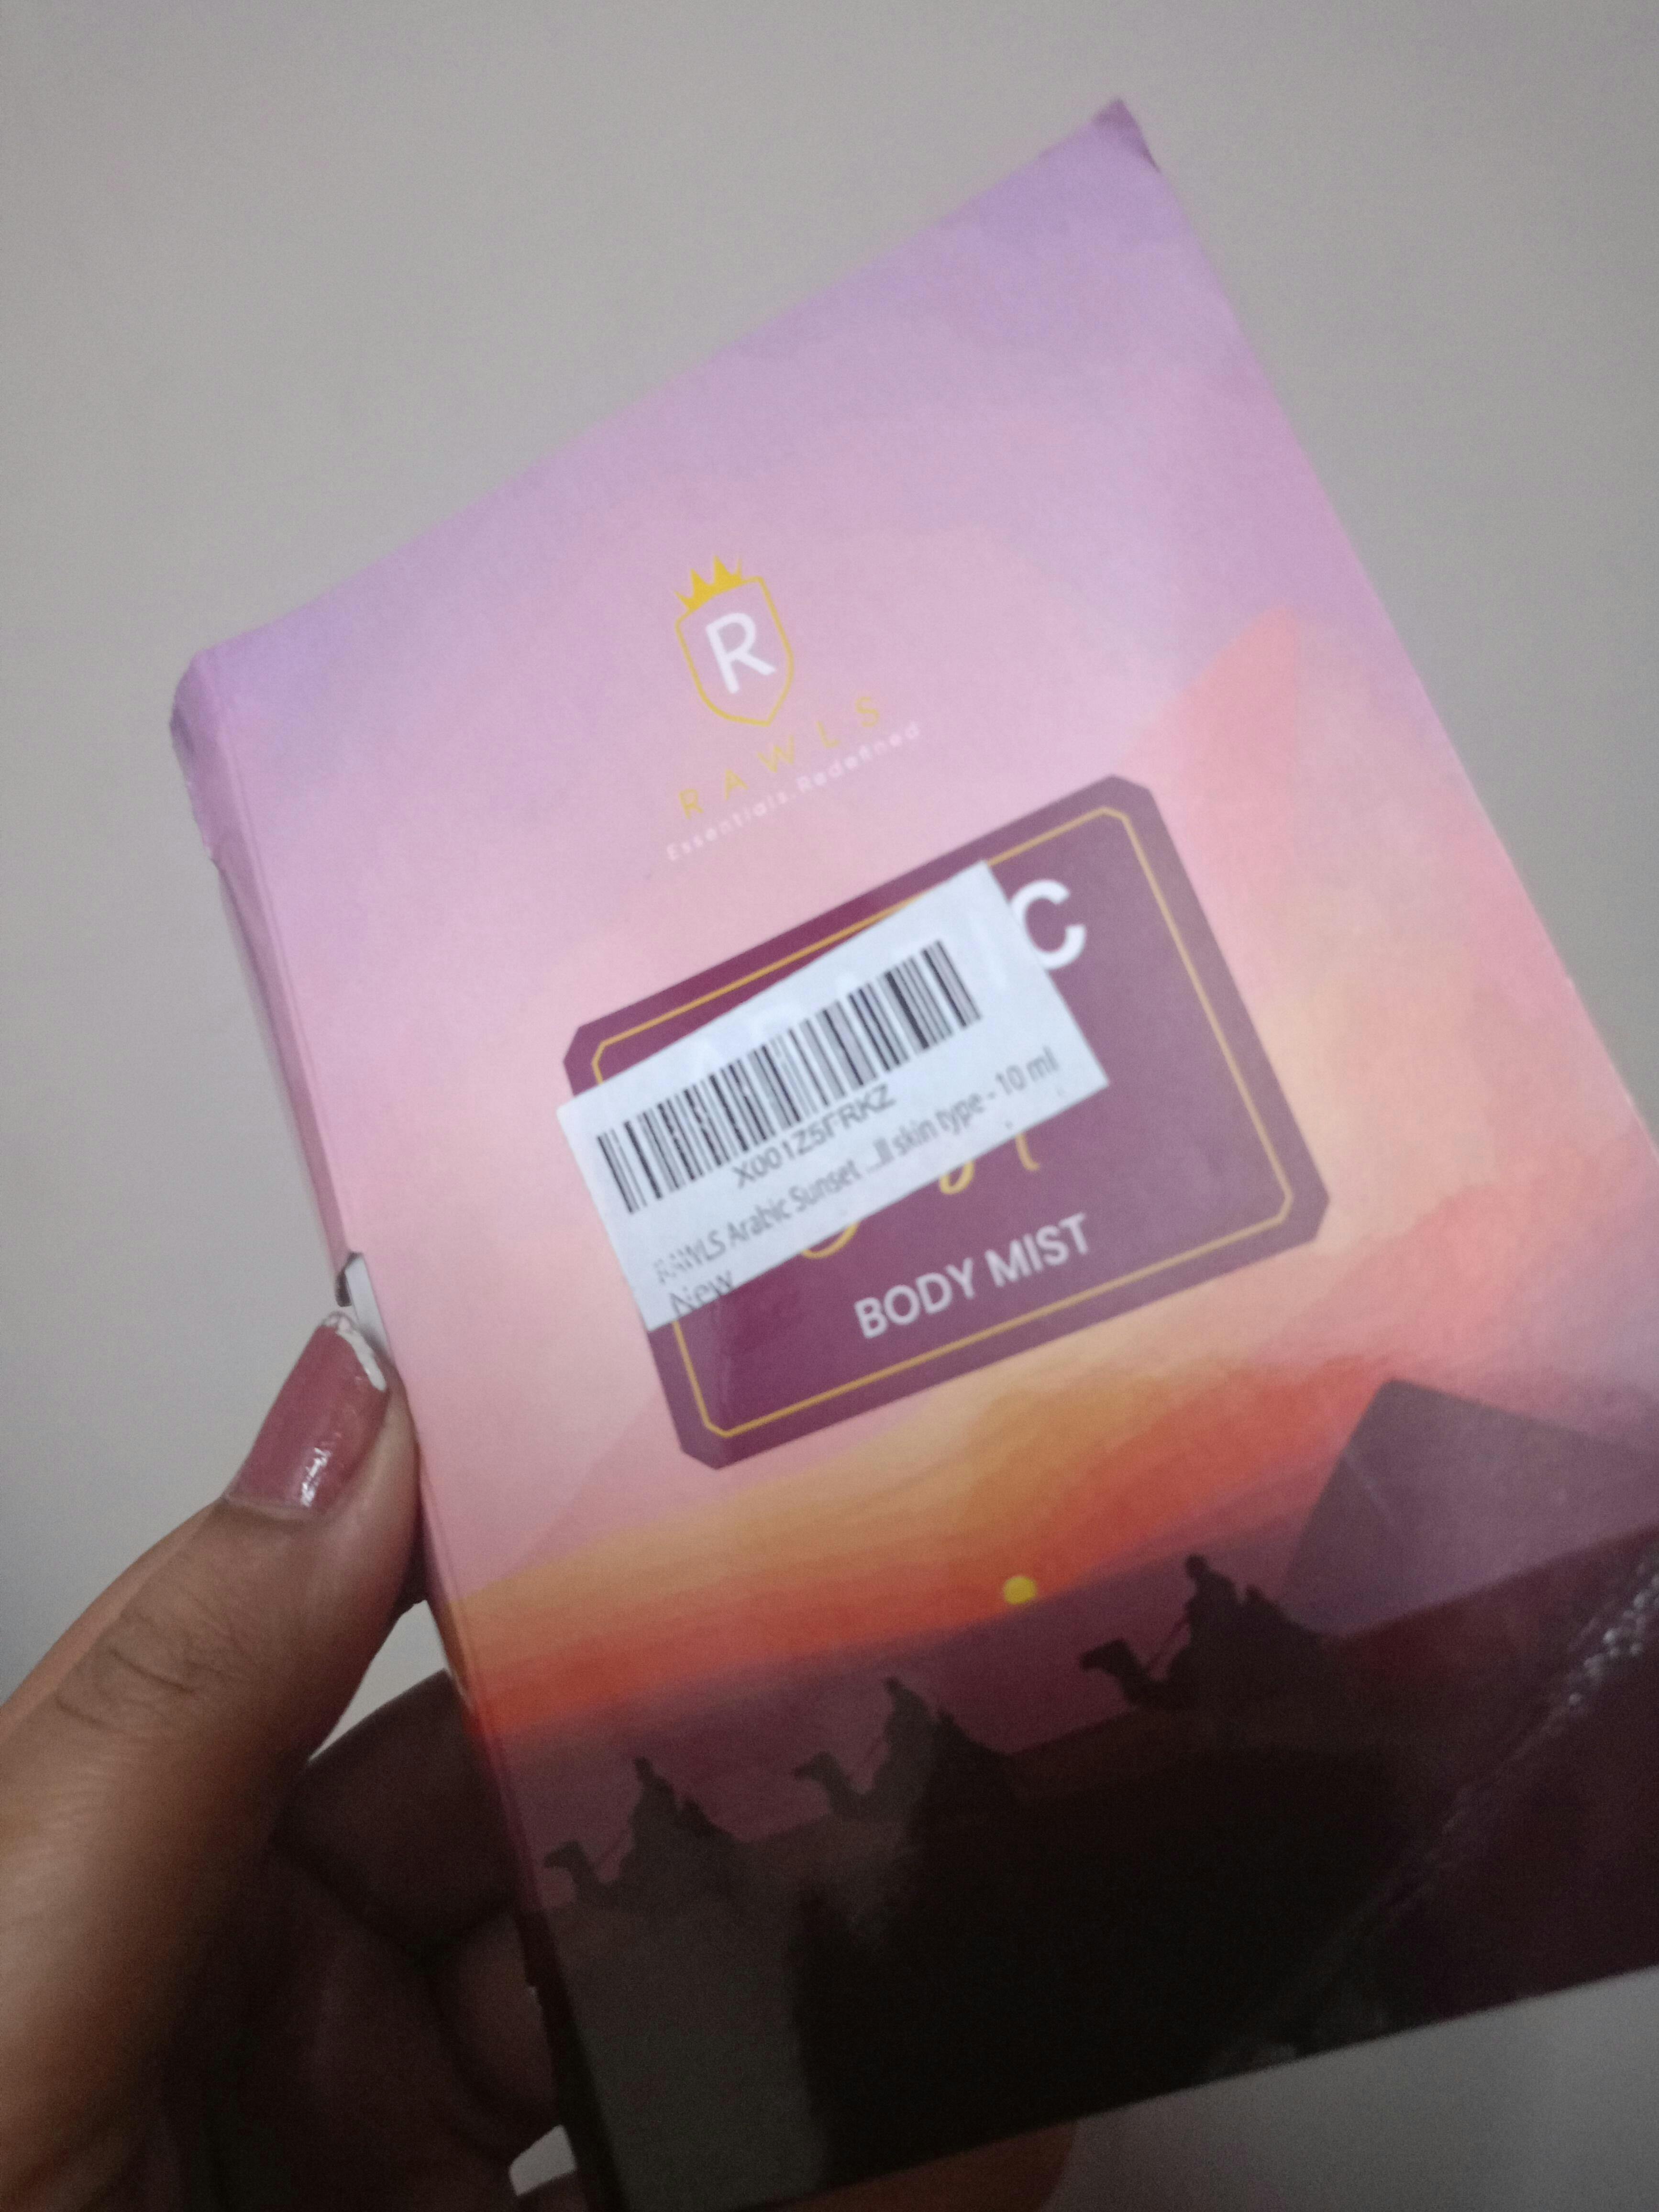 R
RAWLS
Essentials.Redefined
C
X001Z5FRKZ
RAWLS Arabic Sunset ...ll skin type - 10 ml
New
BODY MIST